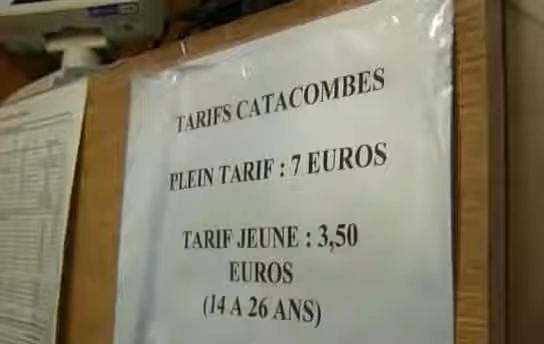 TARIFS CATACOMBES
PLEIN TARIF : 7 EUROS
TARIF JEUNE : 3,50
EUROS
(14 A 26 ANS)